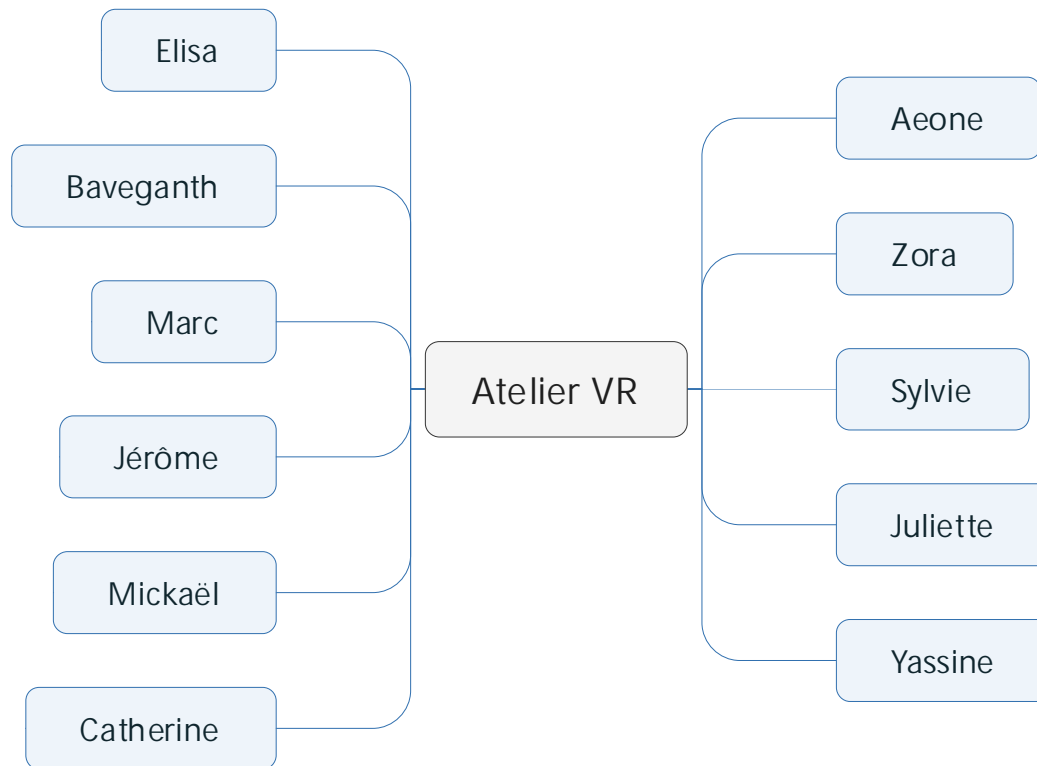 Elisa
Baveganth
Marc
Jérôme
Mickaël
Catherine
Atelier VR
Aeone
Zora
Sylvie
Juliette
Yassine